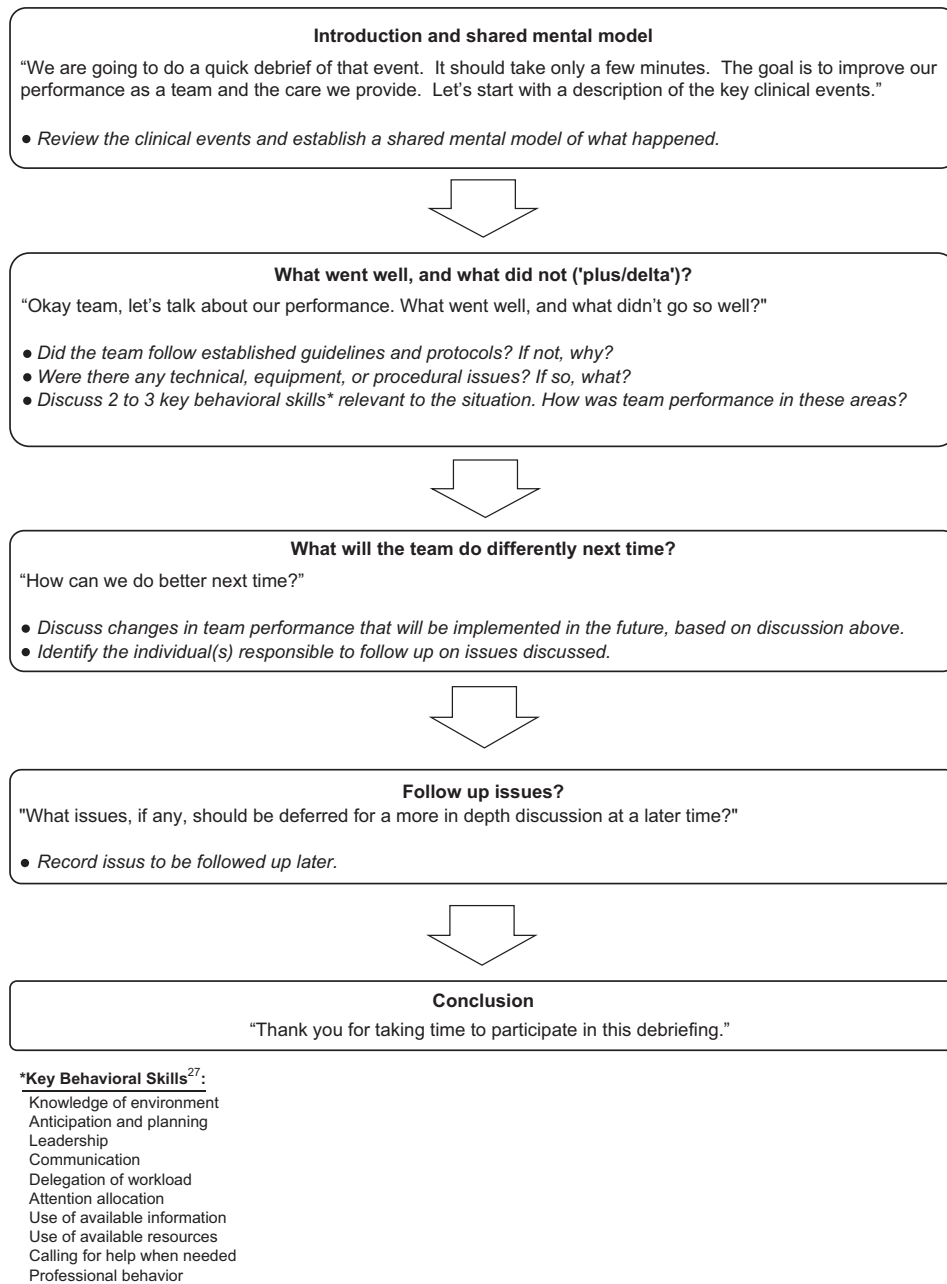 Introduction and shared mental model
“We are going to do a quick debrief of that event.  It should take only a few minutes.  The goal is to improve our
performance as a team and the care we provide.  Let’s start with a description of the key clinical events.”
● Review the clinical events and establish a shared mental model of what happened.
What went well, and what did not ('plus/delta')?
“Okay team, let’s talk about our performance. What went well, and what didn’t go so well?"
● Did the team follow established guidelines and protocols? If not, why?
● Were there any technical, equipment, or procedural issues? If so, what?
● Discuss 2 to 3 key behavioral skills* relevant to the situation. How was team performance in these areas?
What will the team do differently next time?
“How can we do better next time?”
● Discuss changes in team performance that will be implemented in the future, based on discussion above.
● Identify the individual(s) responsible to follow up on issues discussed.
Follow up issues?
"What issues, if any, should be deferred for a more in depth discussion at a later time?"
● Record issus to be followed up later.
Conclusion
“Thank you for taking time to participate in this debriefing.”
*Key Behavioral Skills27:
Knowledge of environment
Anticipation and planning
Leadership
Communication
Delegation of workload
Attention allocation
Use of available information
Use of available resources
Calling for help when needed
Professional behavior